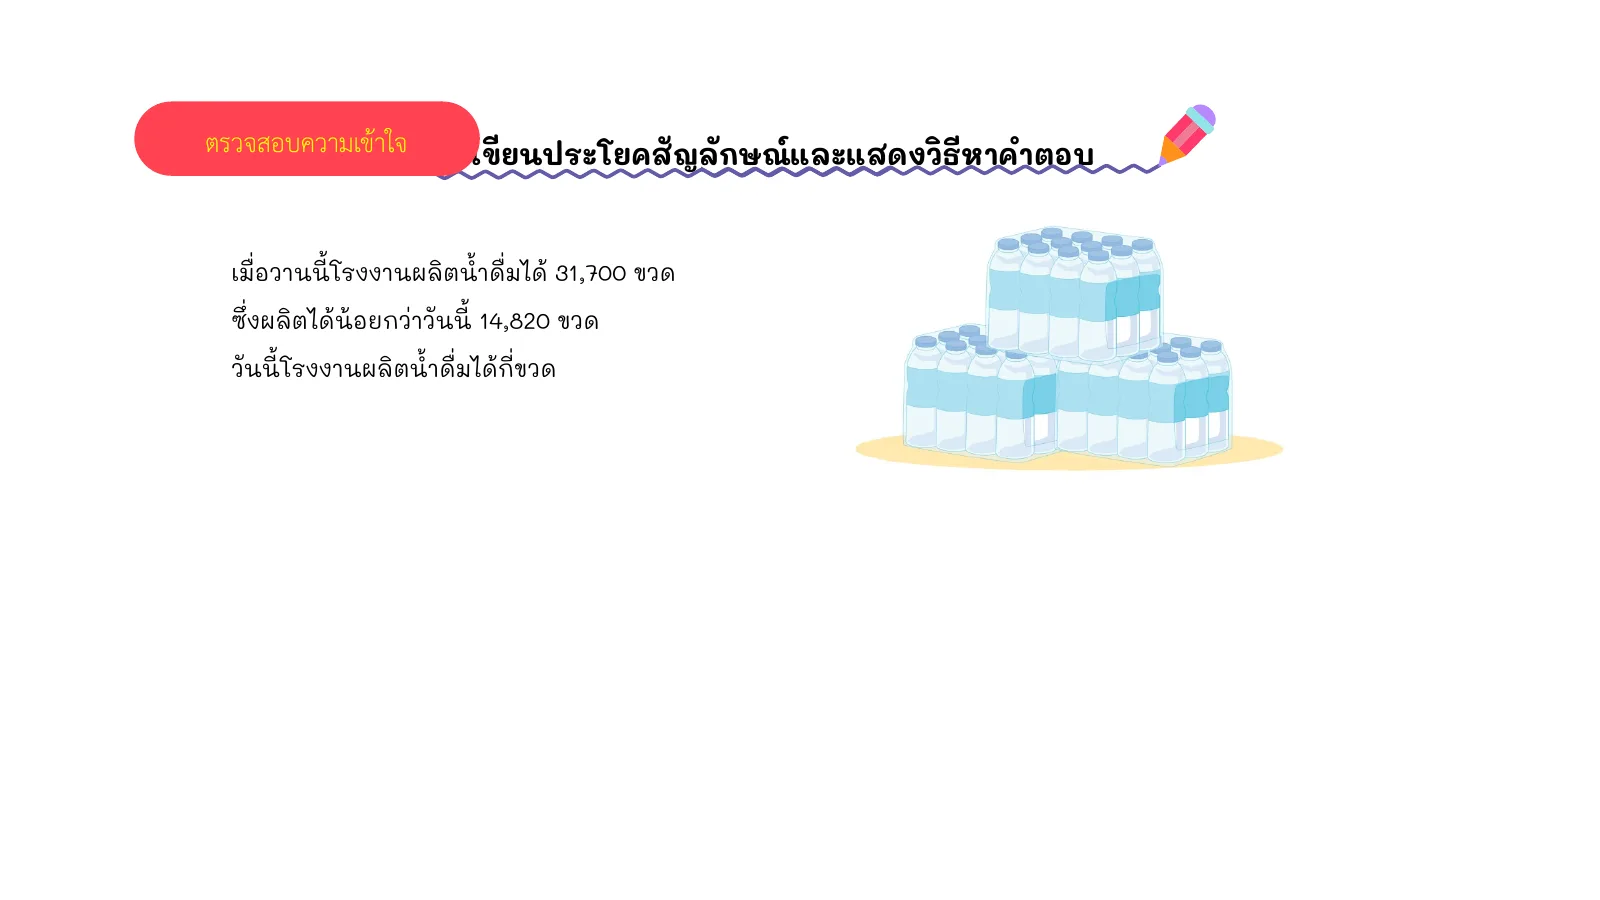 ตรวจสอบความเข้าใจ
เขียนประโยคสัญลักษณ์และแสดงวิธีหาคำตอบ
เมื่อวานนี้โรงงานผลิตน้ำดื่มได้ 31,700 ขวด
ซึ่งผลิตได้น้อยกว่าวันนี้ 14,820 ขวด
วันนี้โรงงานผลิตน้ำดื่มได้กี่ขวด